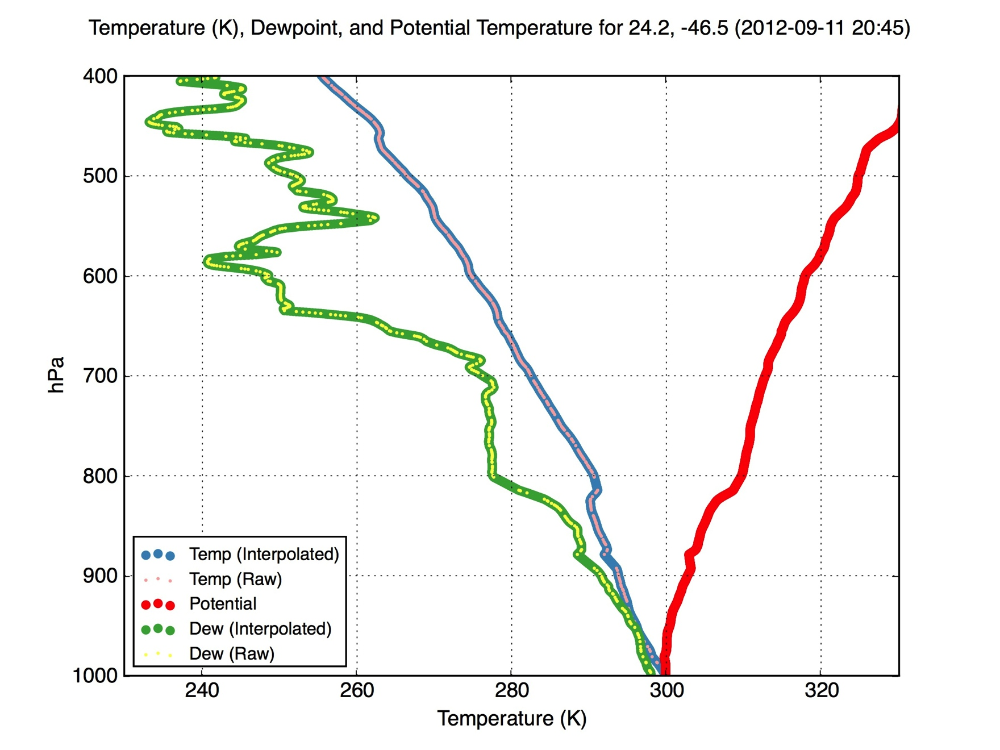 Temperature (K), Dewpoint, and Potential Temperature for 24.2, -46.5 (2012-09-11 20:45)
400
500
600
700
800
900
1000
hPa
Temp (Interpolated)
Temp (Raw)
Potential
Dew (Interpolated)
Dew (Raw)
240 260 280 300 320
Temperature (K)